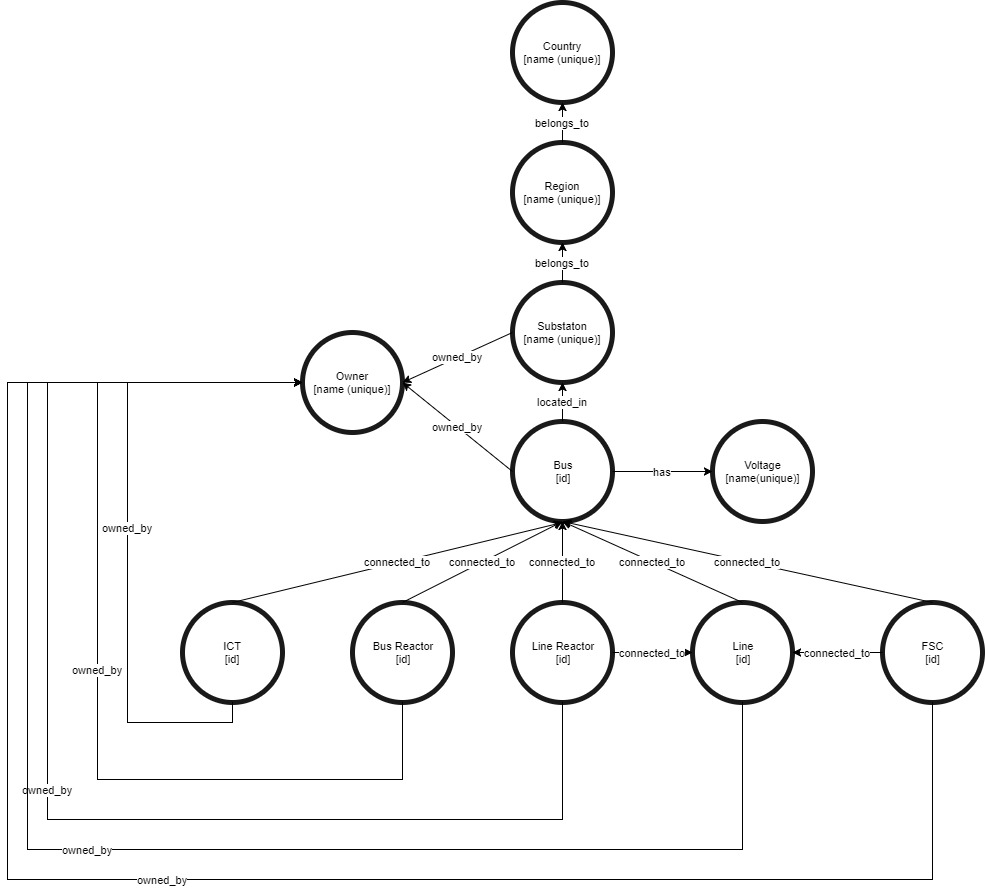 Country
[name (unique)]
belongs_to
Region
[name (unique)]
belongs_to
Substaton
[name (unique)]
owned_by
Owner
[name (unique)]
located_in
owned_by
Bus
[id]
has
Voltage
[name(unique)]
owned_by
connected_to
connected_to
connected_to
connected_to
connected_to
ICT
[id]
Bus Reactor
[id]
Line Reactor
[id]
connected_to
Line
[id]
connected_to
FSC
[id]
owned_by
owned_by
owned_by
owned_by